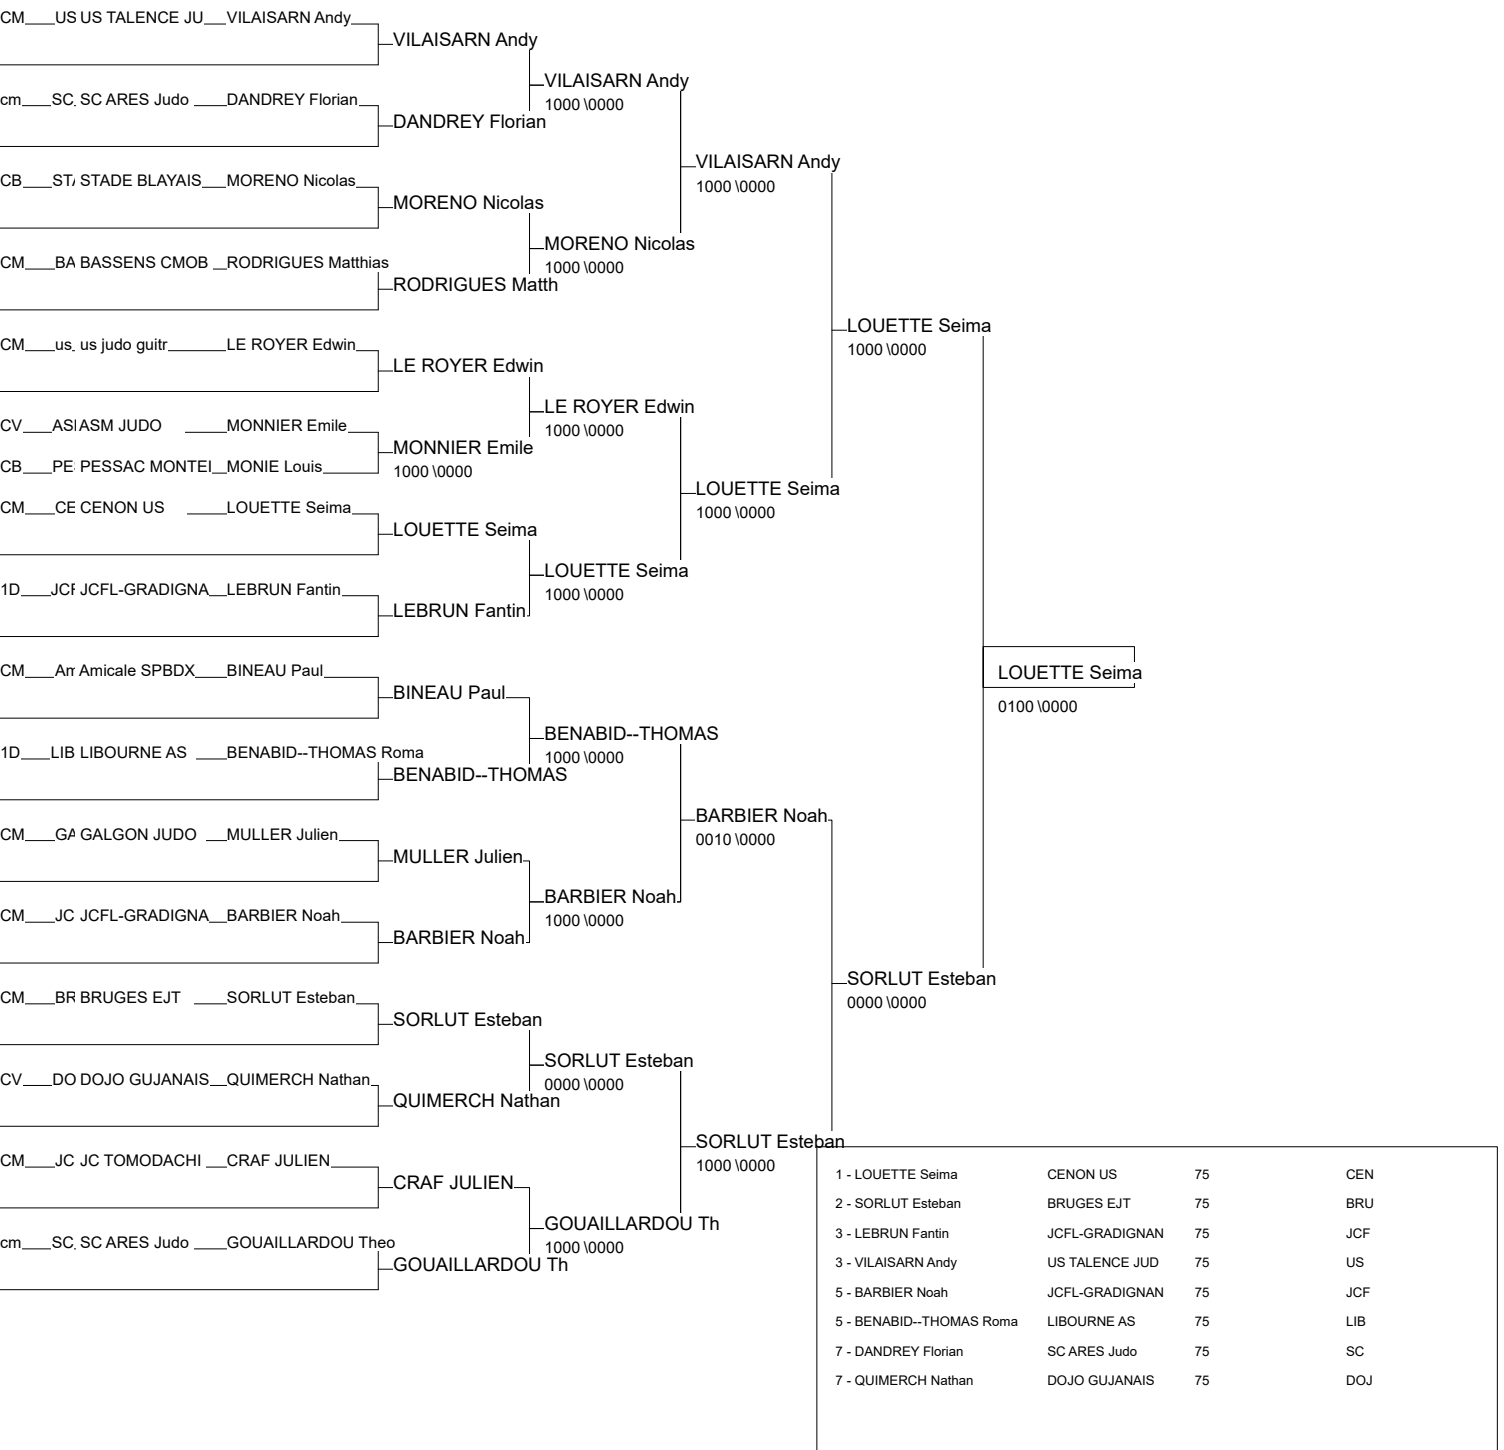 CM US US TALENCE JU VILAISARN Andy
VILAISARN Andy
VILAISARN Andy
1000 \0000
cm SC SC ARES Judo DANDREY Florian
DANDREY Florian
VILAISARN Andy
1000 \0000
CB STA STADE BLAYAIS MORENO Nicolas
MORENO Nicolas
MORENO Nicolas
1000 \0000
CM BA BASSENS CMOB RODRIGUES Matthias
RODRIGUES Matth
LOUETTE Seima
1000 \0000
CM us us judo guitr LE ROYER Edwin
LE ROYER Edwin
LE ROYER Edwin
1000 \0000
CV ASI ASM JUDO MONNIER Emile
MONNIER Emile
1000 \0000
CB PE PESSAC MONTEI MONIE Louis
LOUETTE Seima
1000 \0000
CM CE CENON US LOUETTE Seima
LOUETTE Seima
LOUETTE Seima
1000 \0000
1D JCF JCFL-GRADIGNA LEBRUN Fantin
LEBRUN Fantin
LOUETTE Seima
0100 \0000
CM Am Amicale SPBDX BINEAU Paul
BINEAU Paul
BENABID--THOMAS
1000 \0000
1D LIB LIBOURNE AS BENABID--THOMAS Roma
BENABID--THOMAS
BARBIER Noah
0010 \0000
CM GA GALGON JUDO MULLER Julien
MULLER Julien
BARBIER Noah
1000 \0000
CM JC JCFL-GRADIGNA BARBIER Noah
BARBIER Noah
SORLUT Esteban
0000 \0000
CM BR BRUGES EJT SORLUT Esteban
SORLUT Esteban
SORLUT Esteban
0000 \0000
CV DO DOJO GUJANAIS QUIMERCH Nathan
QUIMERCH Nathan
SORLUT Esteban
1000 \0000
CM JC JC TOMODACHI CRAF JULIEN
CRAF JULIEN
GOUAILLARDOU Th
1000 \0000
cm SC SC ARES Judo GOUAILLARDOU Theo
GOUAILLARDOU Th
1 - LOUETTE Seima CENON US 75 CEN
2 - SORLUT Esteban BRUGES EJT 75 BRU
3 - LEBRUN Fantin JCFL-GRADIGNAN 75 JCF
3 - VILAISARN Andy US TALENCE JUD 75 US
5 - BARBIER Noah JCFL-GRADIGNAN 75 JCF
5 - BENABID--THOMAS Roma LIBOURNE AS 75 LIB
7 - DANDREY Florian SC ARES Judo 75 SC
7 - QUIMERCH Nathan DOJO GUJANAIS 75 DOJ